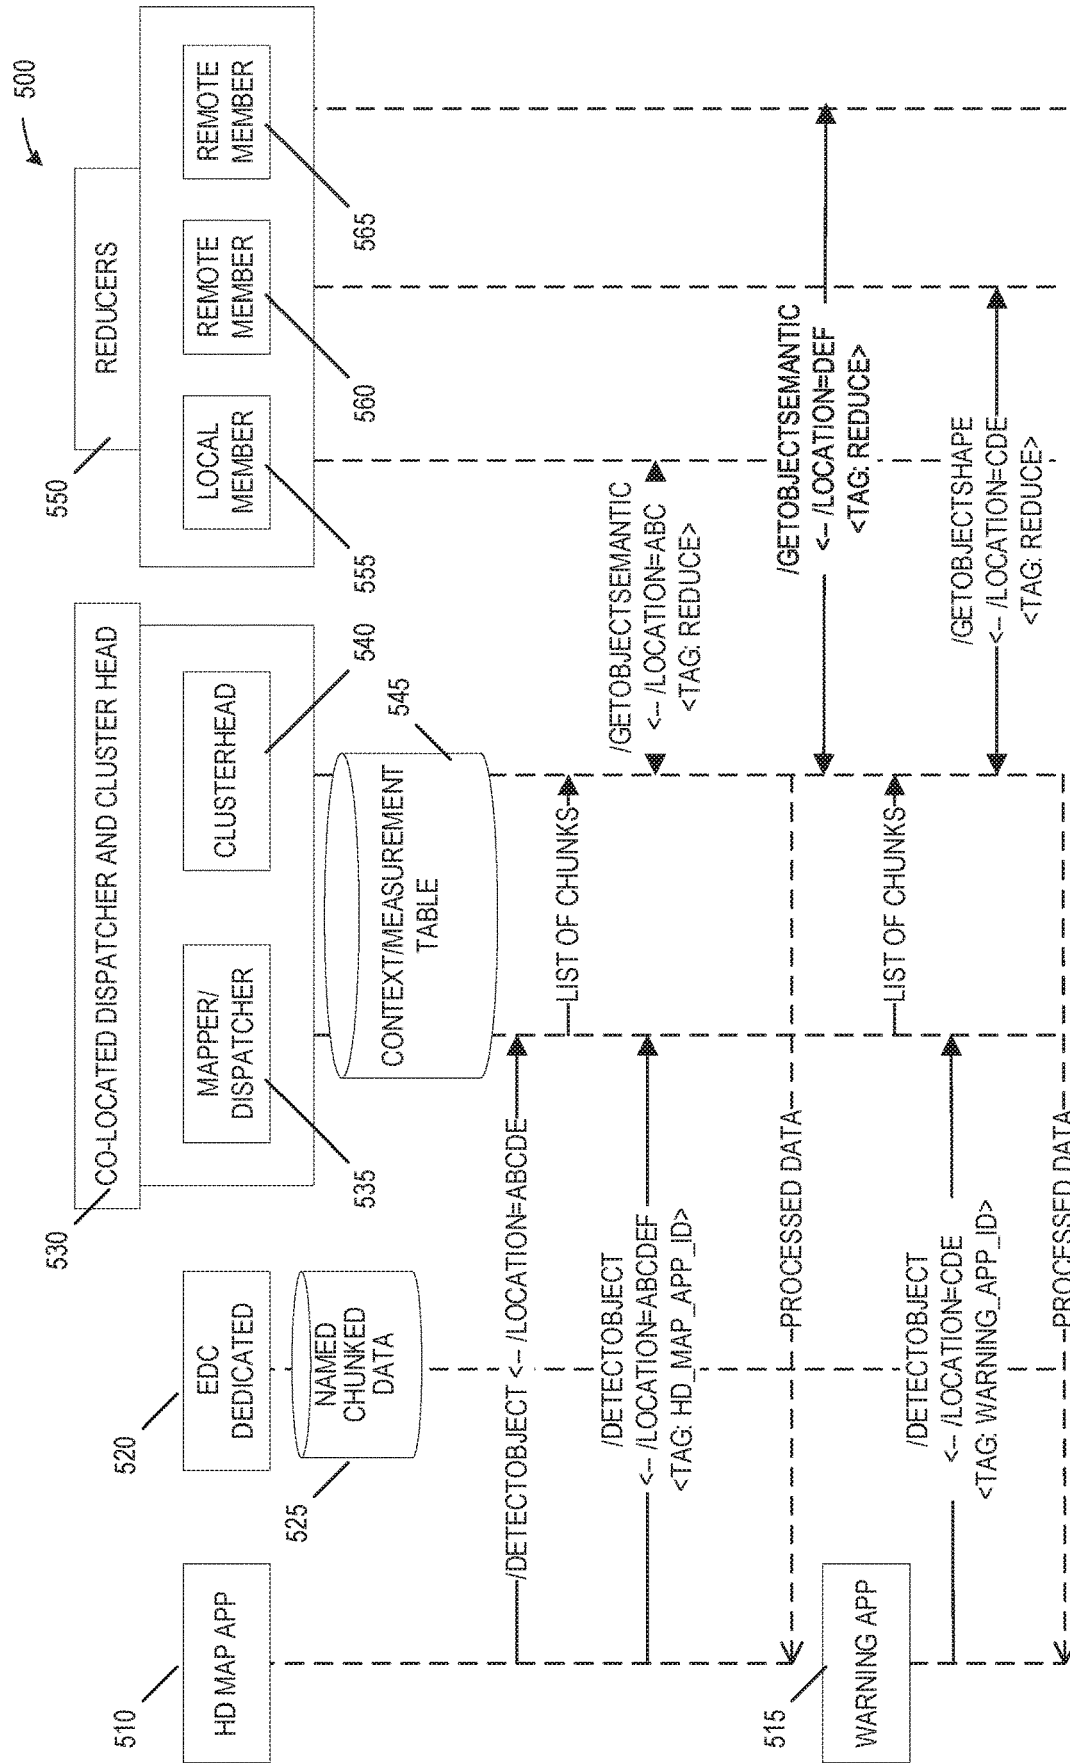 500
530
CO-LOCATED DISPATCHER AND CLUSTER HEAD
550
REDUCERS
510
HD MAP APP
520
EDC
DEDICATED
MAPPER/
DISPATCHER
535
CLUSTERHEAD
540
LOCAL
MEMBER
555
REMOTE
MEMBER
560
REMOTE
MEMBER
565
525
NAMED
CHUNKED
DATA
CONTEXT/MEASUREMENT
TABLE
545
/DETECTOBJECT <-- /LOCATION=ABCDE
LIST OF CHUNKS
/DETECTOBJECT
<-- /LOCATION=ABCDEF
<TAG: HD_MAP_APP_ID>
/GETOBJECTSEMANTIC
<-- /LOCATION=ABC
<TAG: REDUCE>
PROCESSED DATA
/GETOBJECTSEMANTIC
<-- /LOCATION=DEF
<TAG: REDUCE>
515
WARNING APP
LIST OF CHUNKS
/DETECTOBJECT
<-- /LOCATION=CDE
<TAG: WARNING_APP_ID>
/GETOBJECTSHAPE
<-- /LOCATION=CDE
<TAG: REDUCE>
PROCESSED DATA